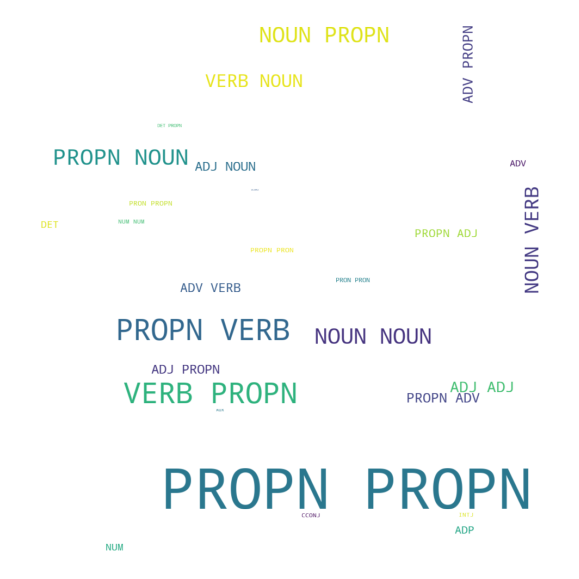 NOUN PROPN
ADV PROPN
VERB NOUN
DET PROPN
PROPN NOUN
ADJ NOUN
ADV
PRON PROPN
NUM NUM
DET
NOUN VERB
PROPN ADJ
PROPN PRON
PRON PRON
ADV VERB
PROPN VERB
NOUN NOUN
ADJ PROPN
VERB PROPN
ADJ ADJ
PROPN ADV
PROPN PROPN
CCONJ
INTJ
ADP
NUM